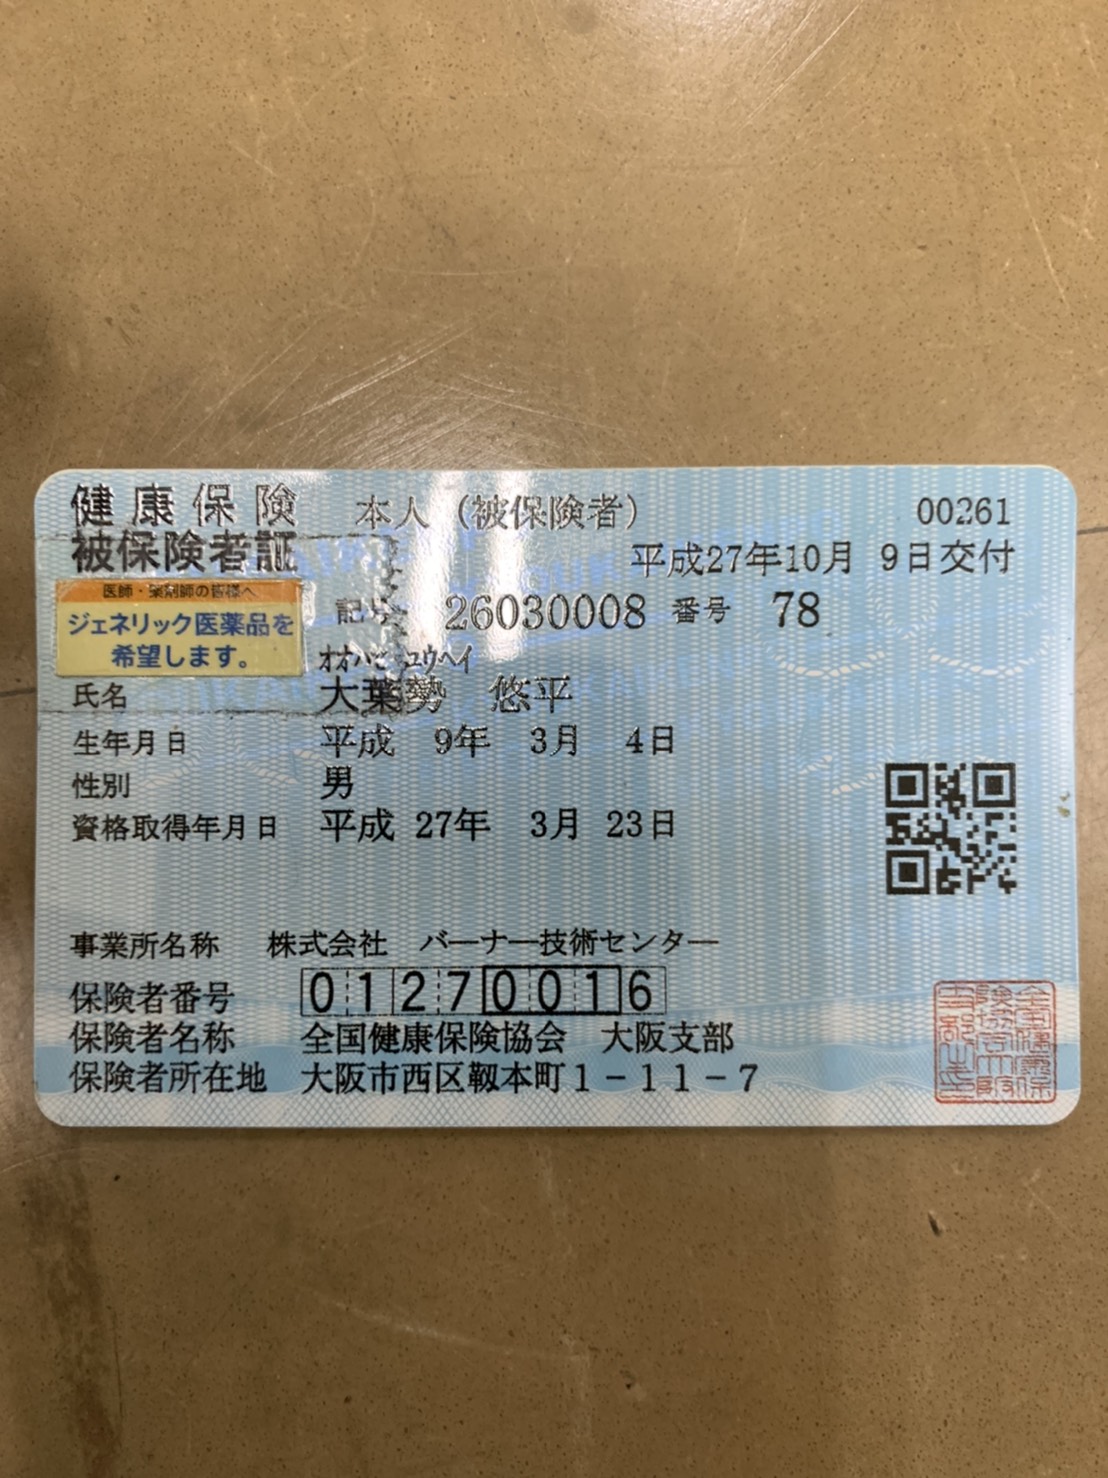 健康保険 本人（被保険者） 00261
被保険者証 平成27年10月 9日交付
医師・薬剤師の皆様へ
ジェネリック医薬品を
希望します。
記号 26030008 番号 78
オオハセ ユウヘイ
氏名 大葉勢 悠平
生年月日 平成 9年 3月 4日
性別 男
資格取得年月日 平成 27年 3月 23日
事業所名称 株式会社 バーナー技術センター
保険者番号 01270016
保険者名称 全国健康保険協会 大阪支部
保険者所在地 大阪市西区靱本町1-11-7